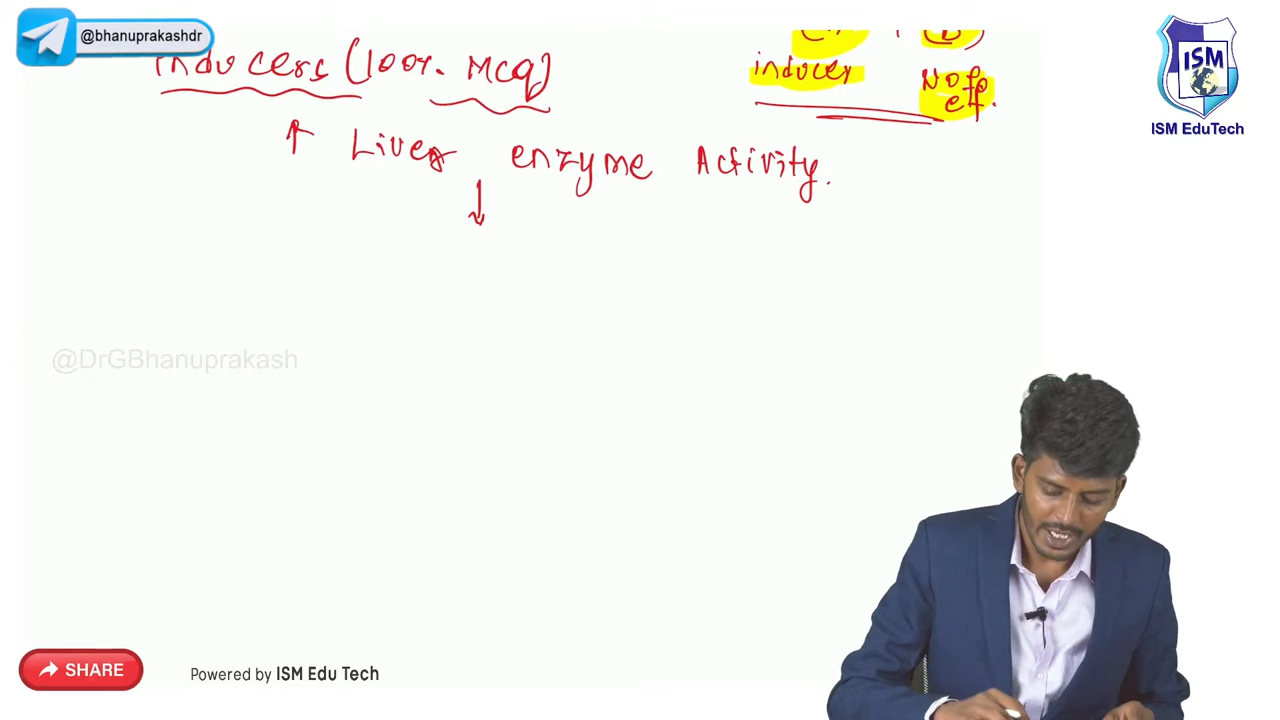 @bhanuprakashdr
inducers (100% MCQ)
inducer
No
eff.
ISM
ISM EduTech
↑ Liver enzyme Activity.
↓
@DrGBhanuprakash
SHARE
Powered by ISM Edu Tech